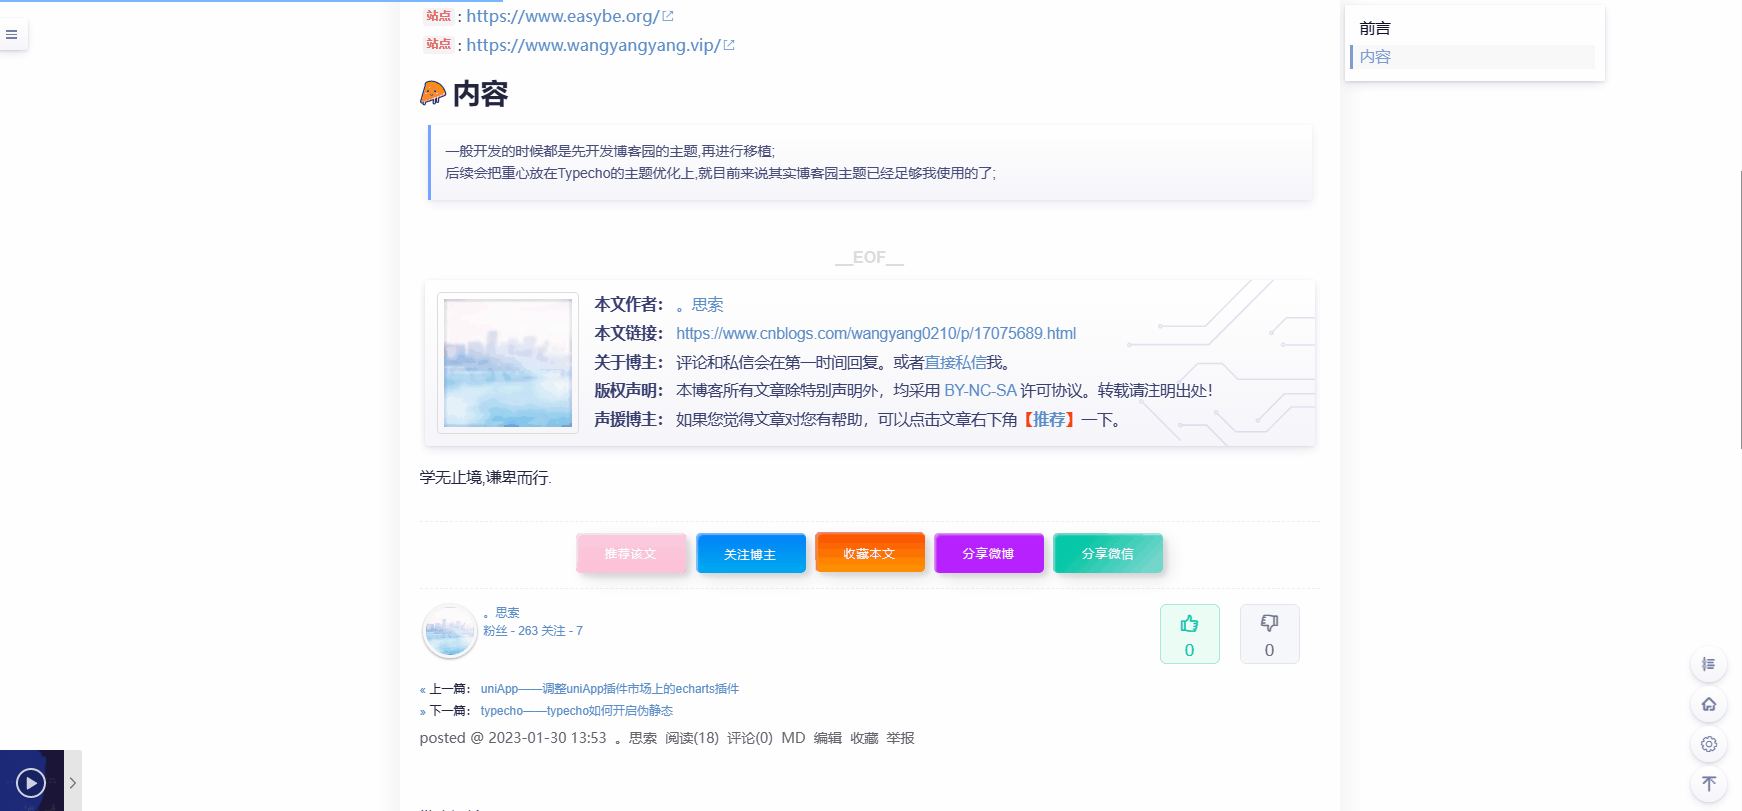 站点 : https://www.easybe.org/
站点 : https://www.wangyangyang.vip/
前言
内容
内容
一般开发的时候都是先开发博客园的主题,再进行移植;
后续会把重心放在Typecho的主题优化上,就目前来说其实博客园主题已经足够我使用的了;
__EOF__
本文作者： 。思索
本文链接： https://www.cnblogs.com/wangyang0210/p/17075689.html
关于博主： 评论和私信会在第一时间回复。或者直接私信我。
版权声明： 本博客所有文章除特别声明外，均采用 BY-NC-SA 许可协议。转载请注明出处！
声援博主： 如果您觉得文章对您有帮助，可以点击文章右下角【推荐】一下。
学无止境,谦卑而行.
推荐该文 关注博主 收藏本文 分享微博 分享微信
。思索
粉丝 - 263 关注 - 7
0
0
« 上一篇： uniApp——调整uniApp插件市场上的echarts插件
» 下一篇： typecho——typecho如何开启伪静态
posted @ 2023-01-30 13:53 。思索 阅读(18) 评论(0) MD 编辑 收藏 举报